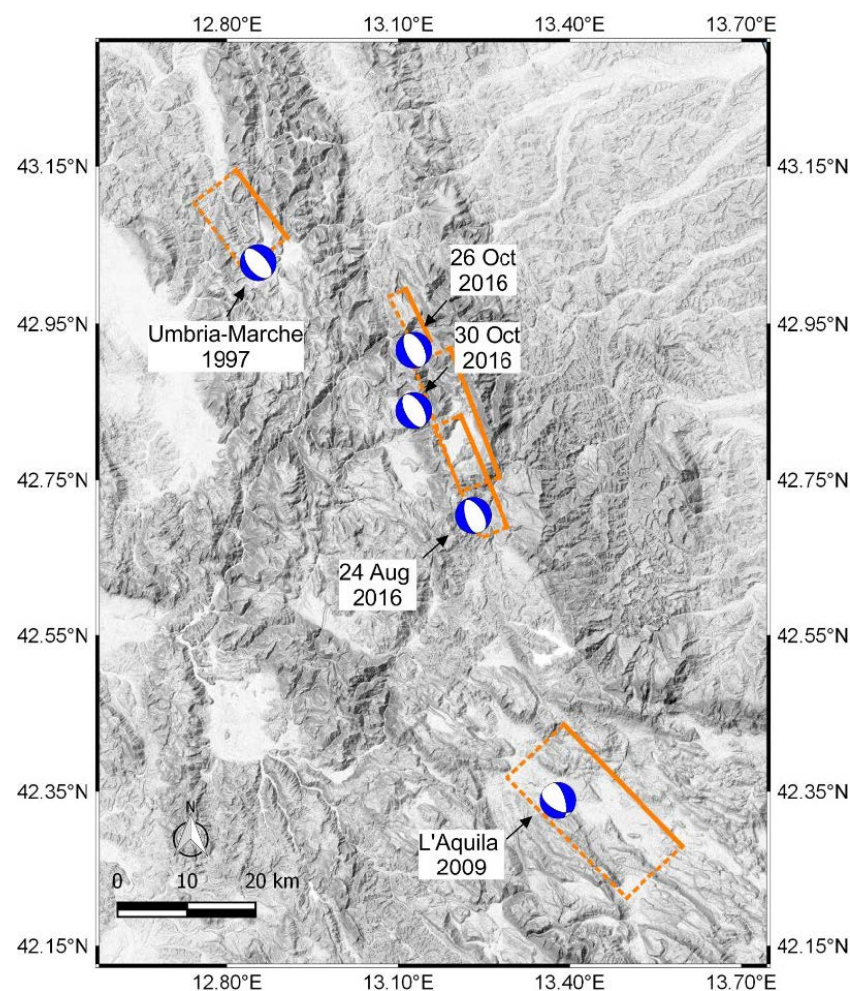 12.80°E 13.10°E 13.40°E 13.70°E
43.15°N 43.15°N
26 Oct
2016
42.95°N 42.95°N
Umbria-Marche
1997
30 Oct
2016
42.75°N 42.75°N
24 Aug
2016
42.55°N 42.55°N
42.35°N 42.35°N
N
L'Aquila
2009
0 10 20 km
42.15°N 42.15°N
12.80°E 13.10°E 13.40°E 13.70°E